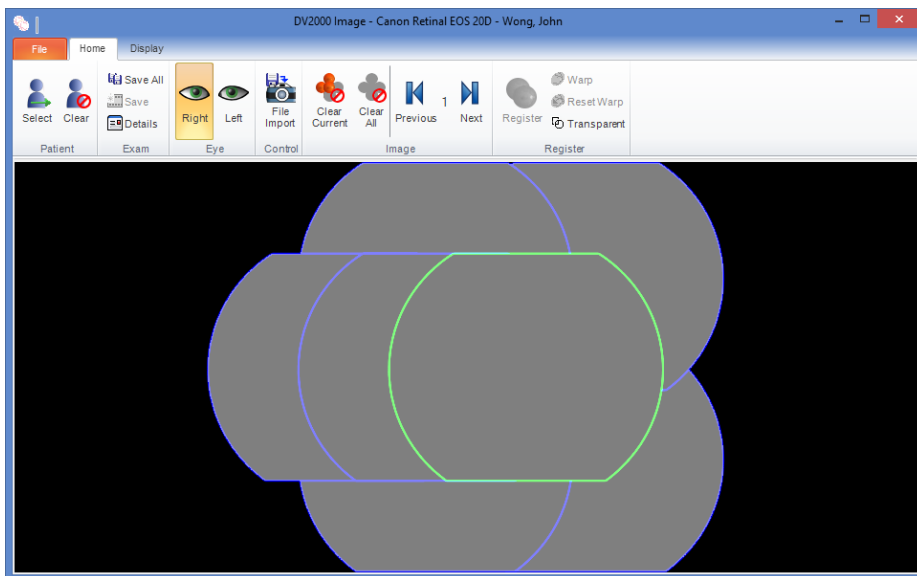 DV2000 Image - Canon Retinal EOS 20D - Wong, John
File Home Display
Select
Clear
Patient
Save All
Save
Details
Exam
Right
Left
Eye
File
Import
Control
Clear
Current
Clear
All
Previous
1
Next
Image
Register
Warp
Reset Warp
Transparent
Register